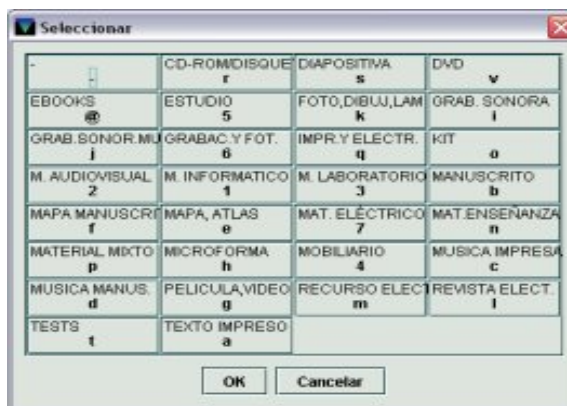 Seleccionar
- CD-ROM/DISQUE DIAPOSITIVA DVD
- r s v
EBOOKS ESTUDIO FOTO,DIBUJ,LAM GRAB. SONORA
@ 5 k i
GRAB.SONOR.MU GRABAC.Y FOT. IMPR.Y ELECTR. KIT
j 6 q o
M. AUDIOVISUAL M. INFORMATICO M. LABORATORIO MANUSCRITO
2 1 3 b
MAPA MANUSCRI MAPA, ATLAS MAT. ELÉCTRICO MAT.ENSEÑANZA
f e 7 n
MATERIAL MIXTO MICROFORMA MOBILIARIO MUSICA IMPRESA
p h 4 c
MUSICA MANUS. PELICULA,VIDEO RECURSO ELECT REVISTA ELECT.
d g m l
TESTS TEXTO IMPRESO
t a
OK Cancelar